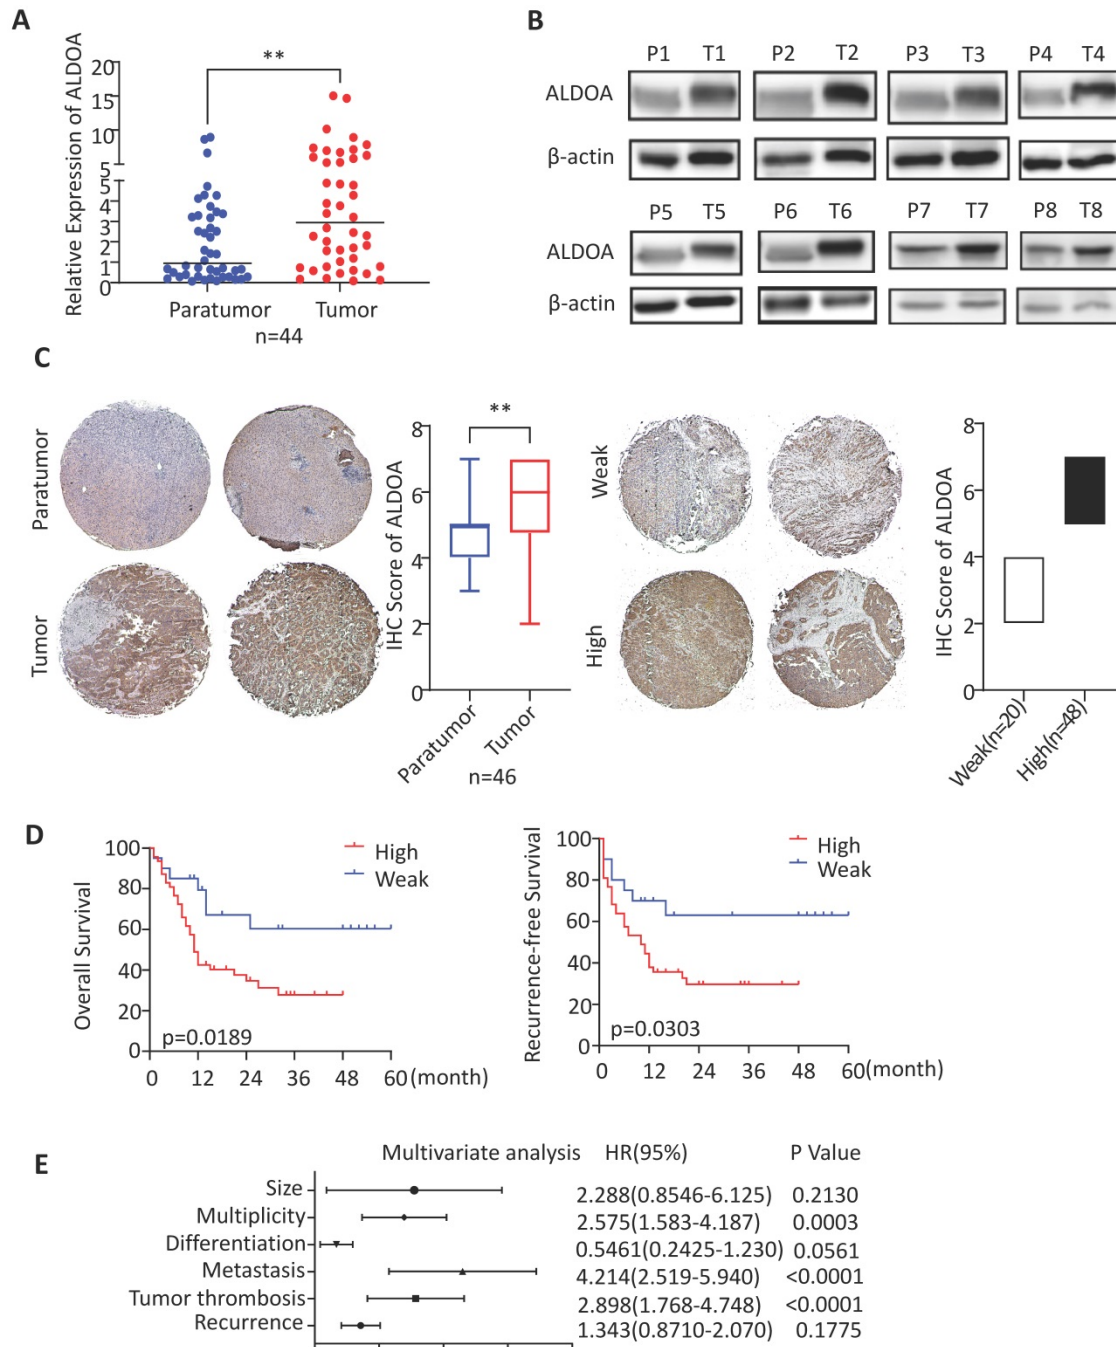 A
**
Relative Expression of ALDOA
20
15
10
5
5
4
3
2
1
0
Paratumor
Tumor
n=44
B
P1 T1 P2 T2 P3 T3 P4 T4
ALDOA
β-actin
P5 T5 P6 T6 P7 T7 P8 T8
ALDOA
β-actin
C
Paratumor
Tumor
**
IHC Score of ALDOA
8
6
4
2
0
Paratumor
Tumor
n=46
Weak
High
IHC Score of ALDOA
8
6
4
2
0
Weak(n=20)
High(n=48)
D
Overall Survival
100
80
60
40
20
0
High
Weak
p=0.0189
0 12 24 36 48 60(month)
Recurrence-free Survival
100
80
60
40
20
0
High
Weak
p=0.0303
0 12 24 36 48 60(month)
E
Multivariate analysis HR(95%) P Value
Size 2.288(0.8546-6.125) 0.2130
Multiplicity 2.575(1.583-4.187) 0.0003
Differentiation 0.5461(0.2425-1.230) 0.0561
Metastasis 4.214(2.519-5.940) <0.0001
Tumor thrombosis 2.898(1.768-4.748) <0.0001
Recurrence 1.343(0.8710-2.070) 0.1775